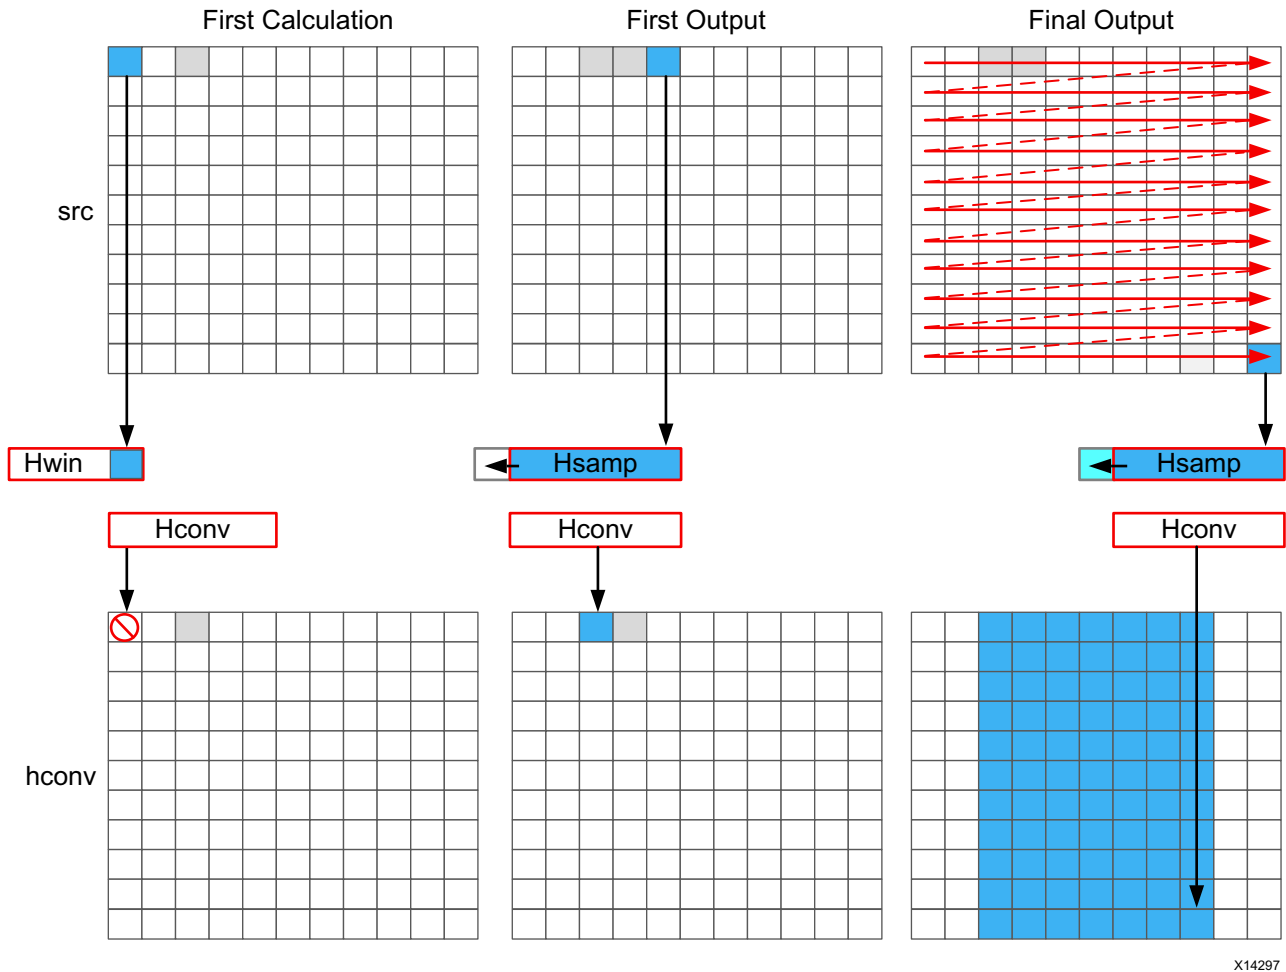 First Calculation
First Output
Final Output
src
Hwin
Hsamp
Hsamp
Hconv
Hconv
Hconv
hconv
X14297